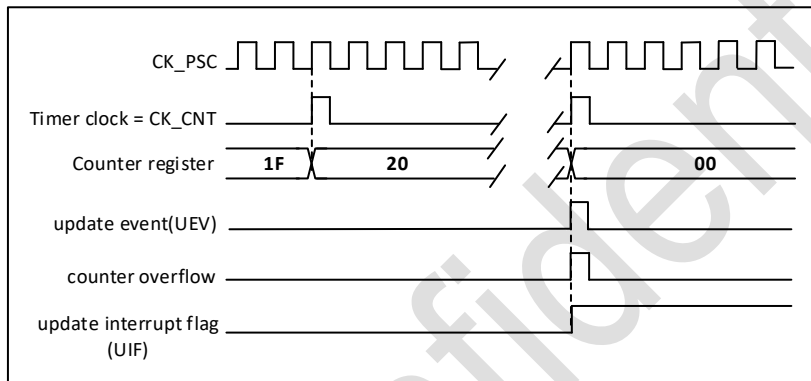 CK_PSC
Timer clock = CK_CNT
Counter register
1F
20
00
update event(UEV)
counter overflow
update interrupt flag
(UIF)